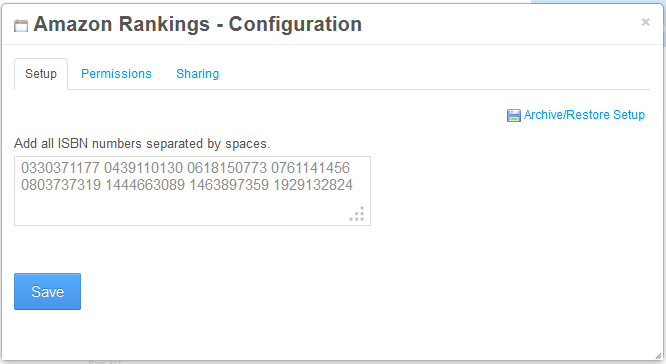 Amazon Rankings - Configuration
×
Setup Permissions Sharing
Archive/Restore Setup
Add all ISBN numbers separated by spaces.
0330371177 0439110130 0618150773 0761141456
0803737319 1444663089 1463897359 1929132824
Save